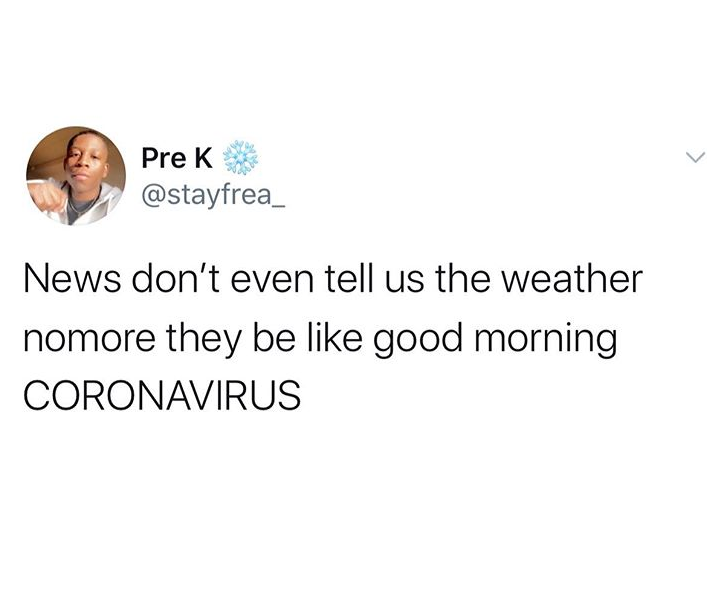 Pre K ❄️
@stayfrea_
News don't even tell us the weather
nomore they be like good morning
CORONAVIRUS